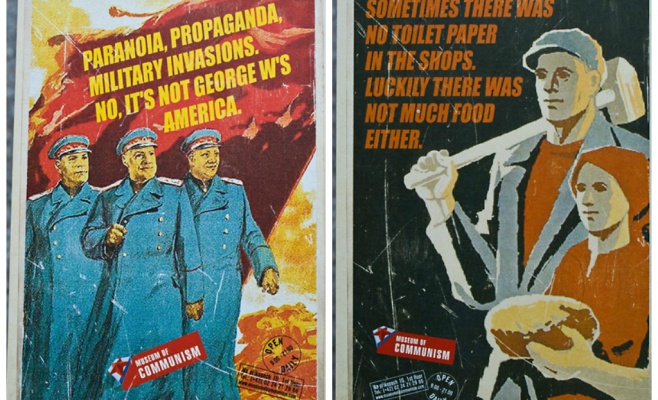 PARANOIA, PROPAGANDA,
MILITARY INVASIONS.
NO, IT'S NOT GEORGE W'S
AMERICA.
MUSEUM OF
COMMUNISM
OPEN
DAILY
SOMETIMES THERE WAS
NO TOILET PAPER
IN THE SHOPS.
LUCKILY THERE WAS
NOT MUCH FOOD
EITHER.
MUSEUM OF
COMMUNISM
OPEN